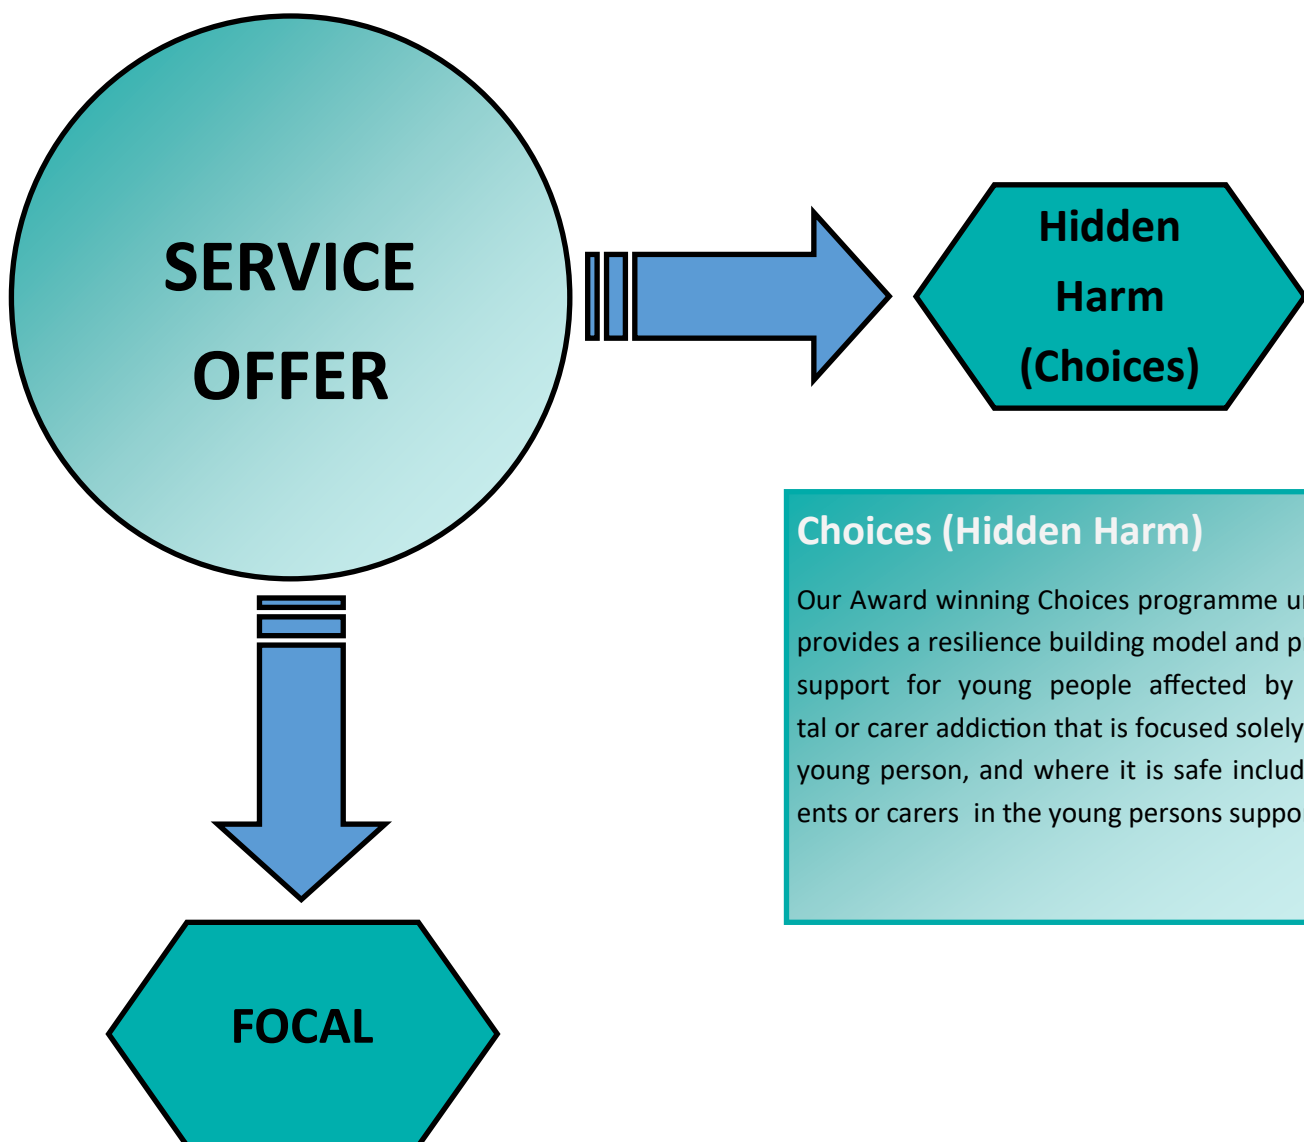 SERVICE
OFFER
Hidden
Harm
(Choices)
Choices (Hidden Harm)
Our Award winning Choices programme
provides a resilience building model and
support for young people affected by
tal or carer addiction that is focused solely
young person, and where it is safe
ents or carers in the young persons
FOCAL